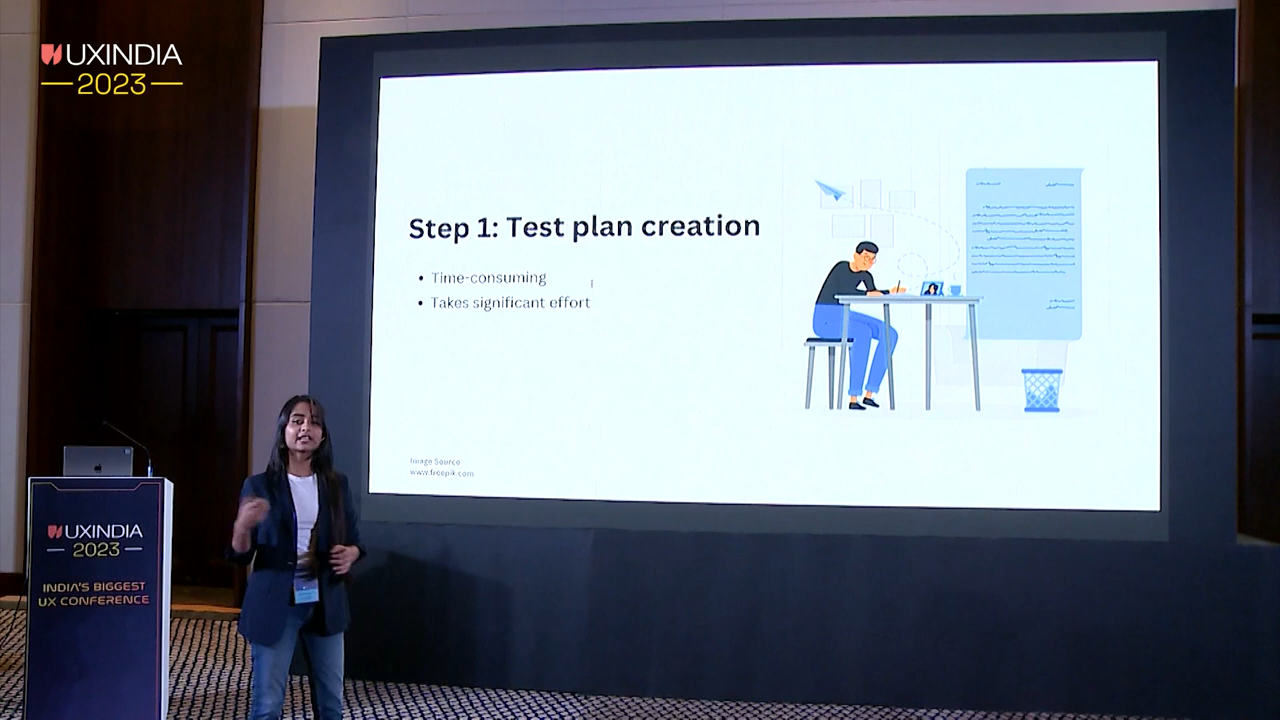 UXINDIA
2023
Step 1: Test plan creation
• Time-consuming
• Takes significant effort
Image Source
www.freepik.com
UXINDIA
2023
INDIA'S BIGGEST
UX CONFERENCE